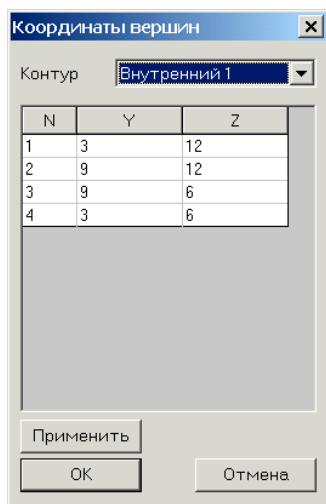 Координаты вершин
Контур Внутренний 1
N Y Z
1 3 12
2 9 12
3 9 6
4 3 6
Применить
OK Отмена